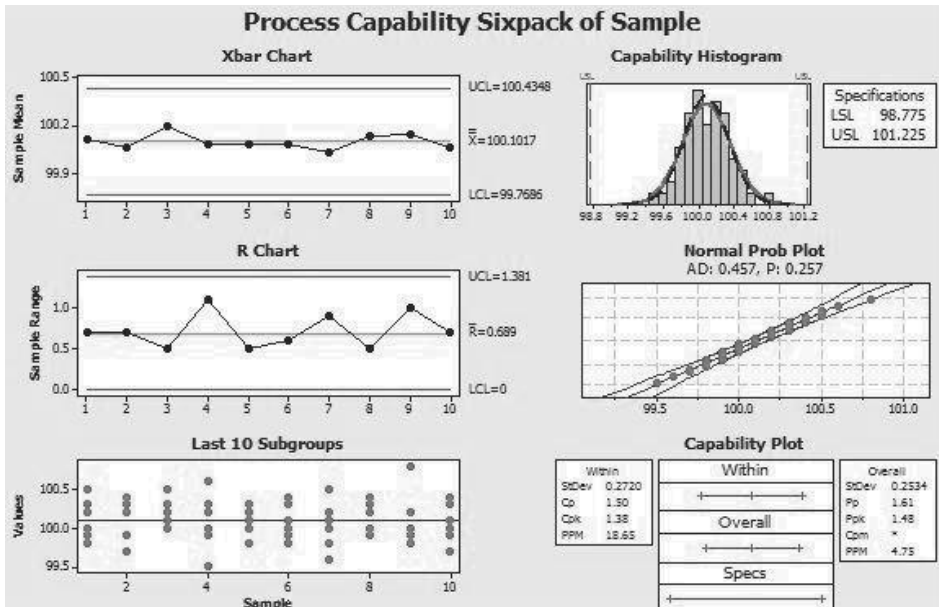 Process Capability Sixpack of Sample
Xbar Chart
Sample Mean
100.5
100.2
99.9
1 2 3 4 5 6 7 8 9 10
UCL=100.4348
X=100.1017
LCL=99.7686
Capability Histogram
LSL USL
98.8 99.2 99.6 100.0 100.4 100.8 101.2
Specifications
LSL 98.775
USL 101.225
R Chart
Sample Range
1.0
0.5
0.0
1 2 3 4 5 6 7 8 9 10
UCL=1.381
R=0.689
LCL=0
Normal Prob Plot
AD: 0.457, P: 0.257
99.5 100.0 100.5 101.0
Last 10 Subgroups
Values
100.5
100.0
99.5
2 4 6 8 10
Sample
Capability Plot
Within
StDev 0.2720
Cp 1.50
Cpk 1.38
PPM 18.65
Within
Overall
Specs
Overall
StDev 0.2534
Pp 1.61
Ppk 1.48
Cpm *
PPM 4.75